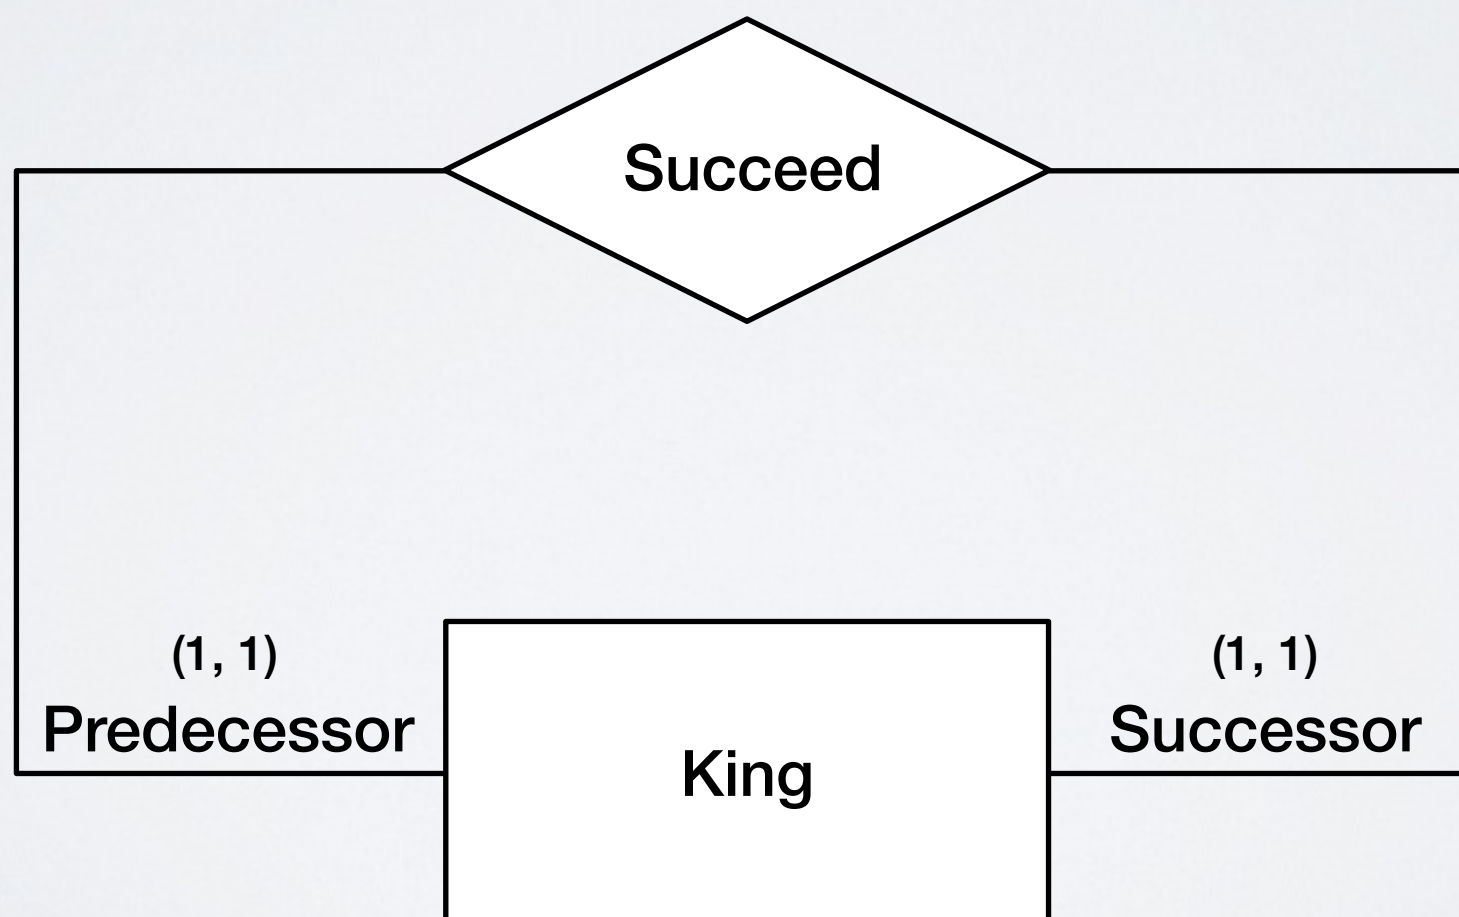 Succeed
(1, 1)
Predecessor
King
(1, 1)
Successor